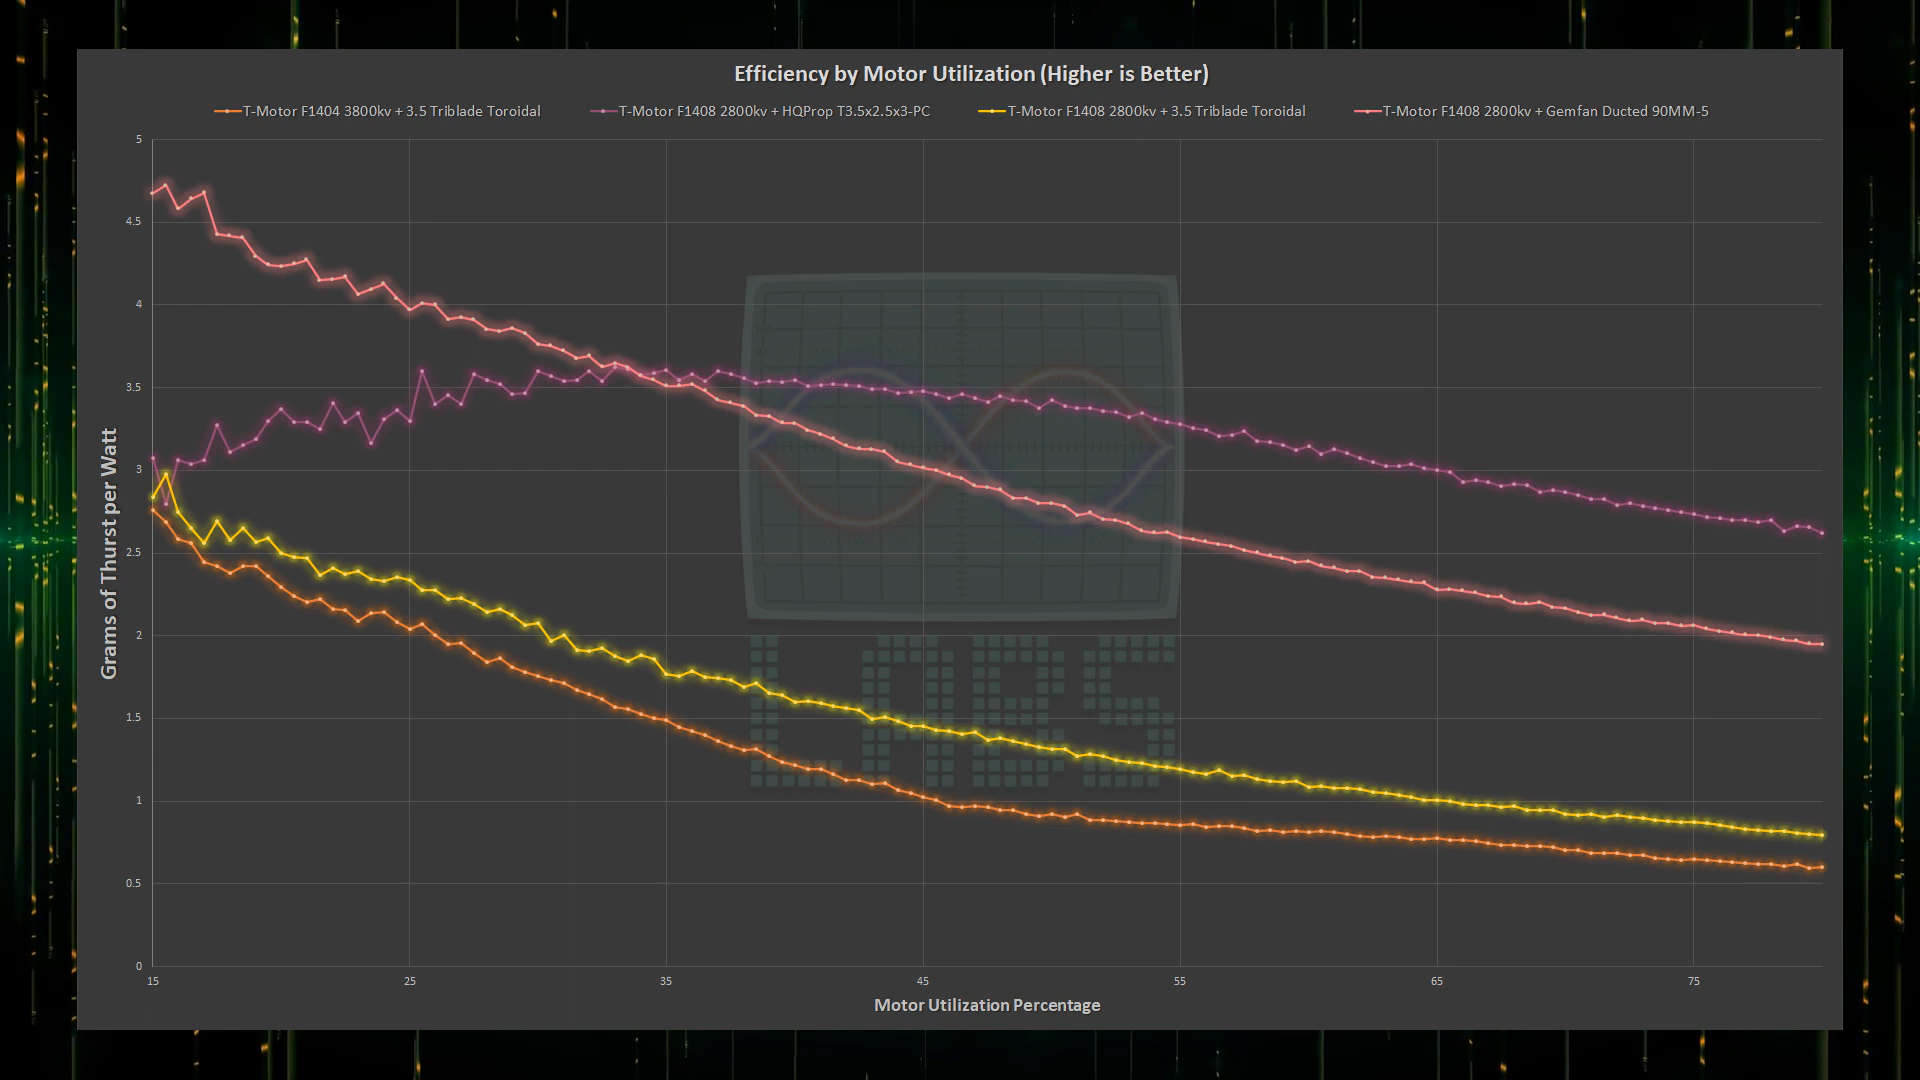 Efficiency by Motor Utilization (Higher is Better)
T-Motor F1404 3800kv + 3.5 Triblade Toroidal
T-Motor F1408 2800kv + HQProp T3.5x2.5x3-PC
T-Motor F1408 2800kv + 3.5 Triblade Toroidal
T-Motor F1408 2800kv + Gemfan Ducted 90MM-5
5
4.5
4
3.5
3
2.5
2
1.5
1
0.5
0
Grams of Thurst per Watt
LABS
15 25 35 45 55 65 75
Motor Utilization Percentage